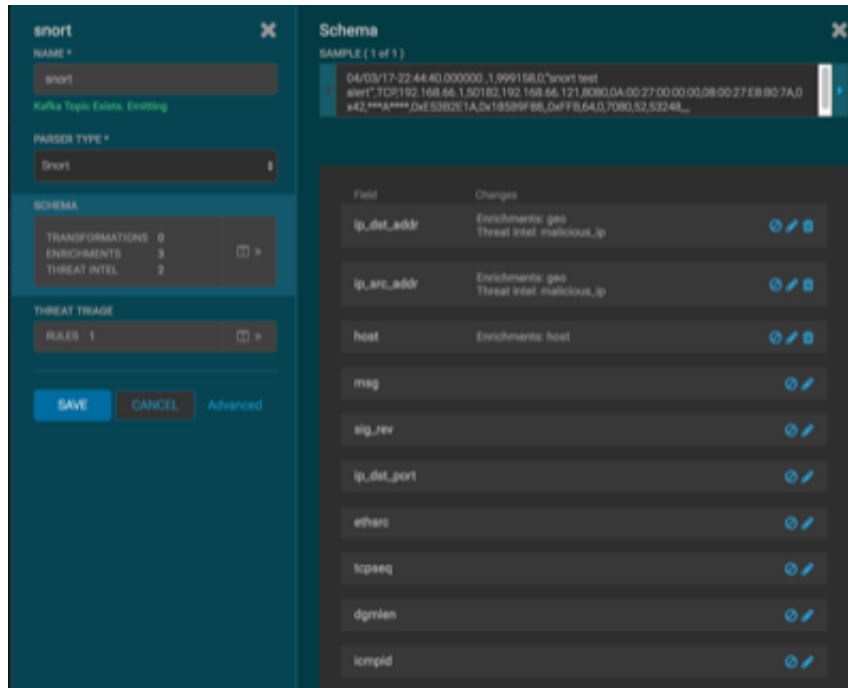 snort
NAME *
snort
Kafka Topic Exists. Emitting
PARSER TYPE *
Snort
SCHEMA
TRANSFORMATIONS 0
ENRICHMENTS 3
THREAT INTEL 2
THREAT TRIAGE
RULES 1
SAVE CANCEL Advanced
Schema
SAMPLE ( 1 of 1 )
04/03/17-22:44:40.000000 ,1,999158,0,"snort test
alert",TCP,192.168.66.1,50182,192.168.66.121,8080,0A:00:27:00:00:00,08:00:27:E8:B0:7A,0
x42,***A****,0xE53B2E1A,0x1B5B9FBB,,0xFFB,64,0,7080,52,53248,,,,
Field Changes
ip_dst_addr
Enrichments: geo
Threat Intel: malicious_ip
ip_src_addr
Enrichments: geo
Threat Intel: malicious_ip
host Enrichments: host
msg
sig_rev
ip_dst_port
ethsrc
tcpseq
dgmlen
icmpid